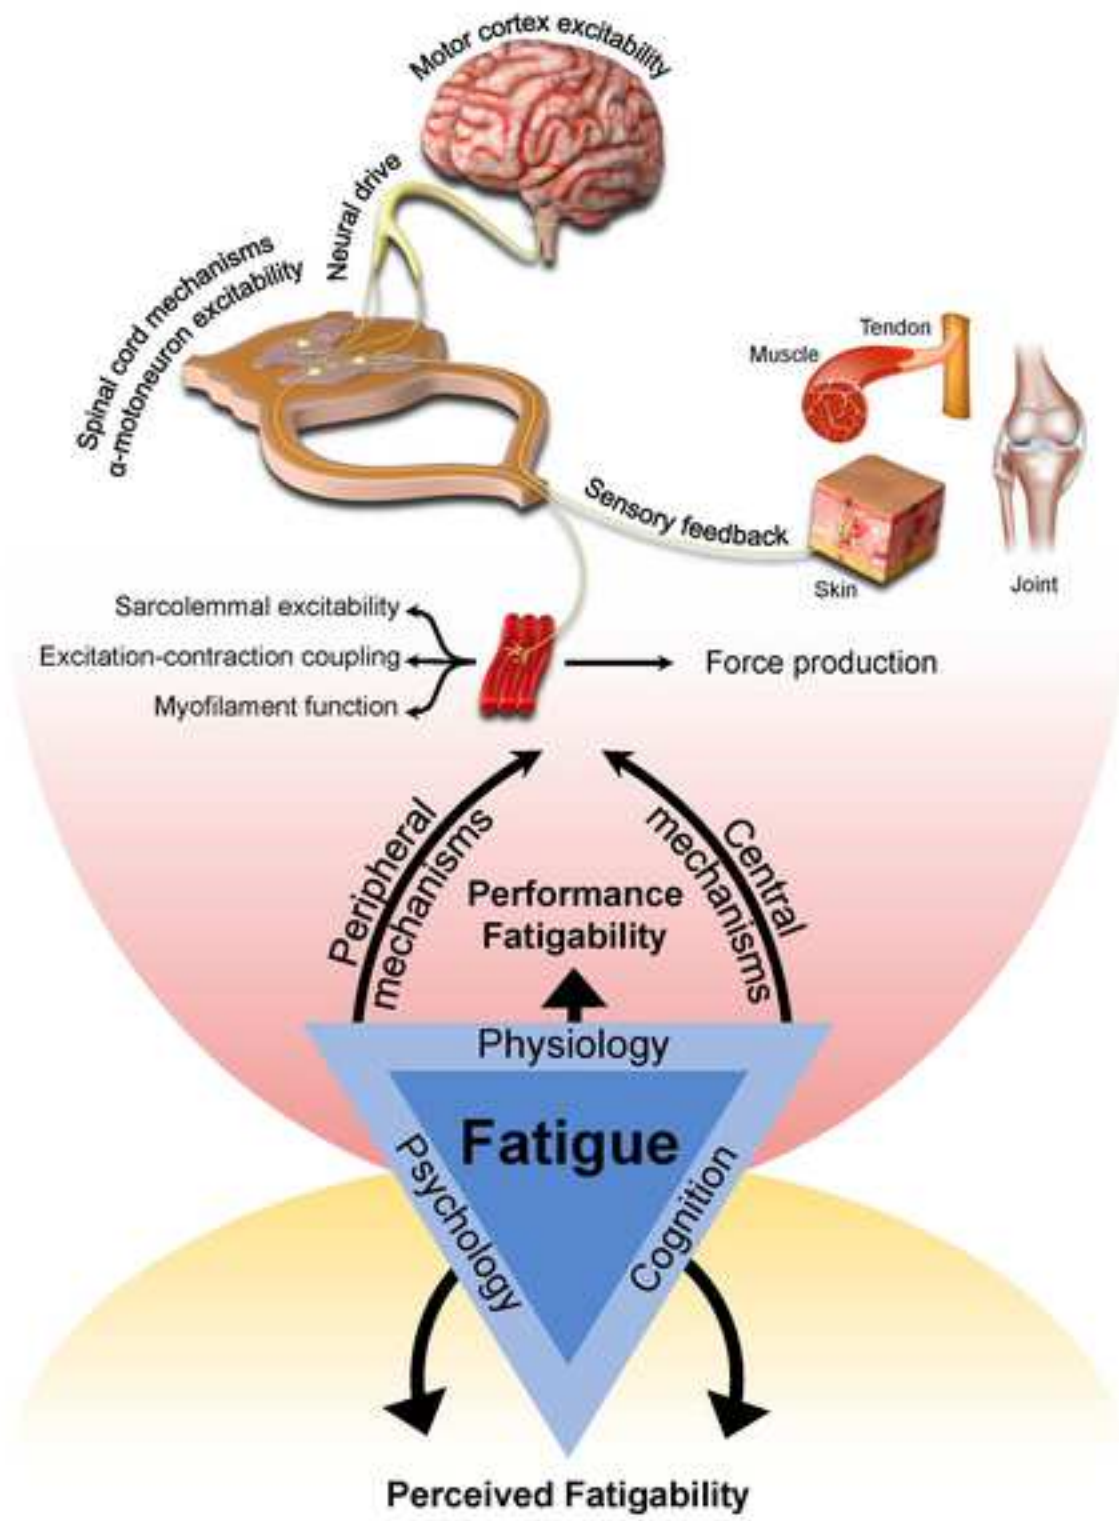 Motor cortex excitability
Neural drive
Spinal cord mechanisms
α-motoneuron excitability
Tendon
Muscle
Sensory feedback
Skin
Joint
Sarcolemmal excitability
Excitation-contraction coupling
Myofilament function
Force production
Peripheral
mechanisms
Central
mechanisms
Performance
Fatigability
Physiology
Fatigue
Psychology
Cognition
Perceived Fatigability